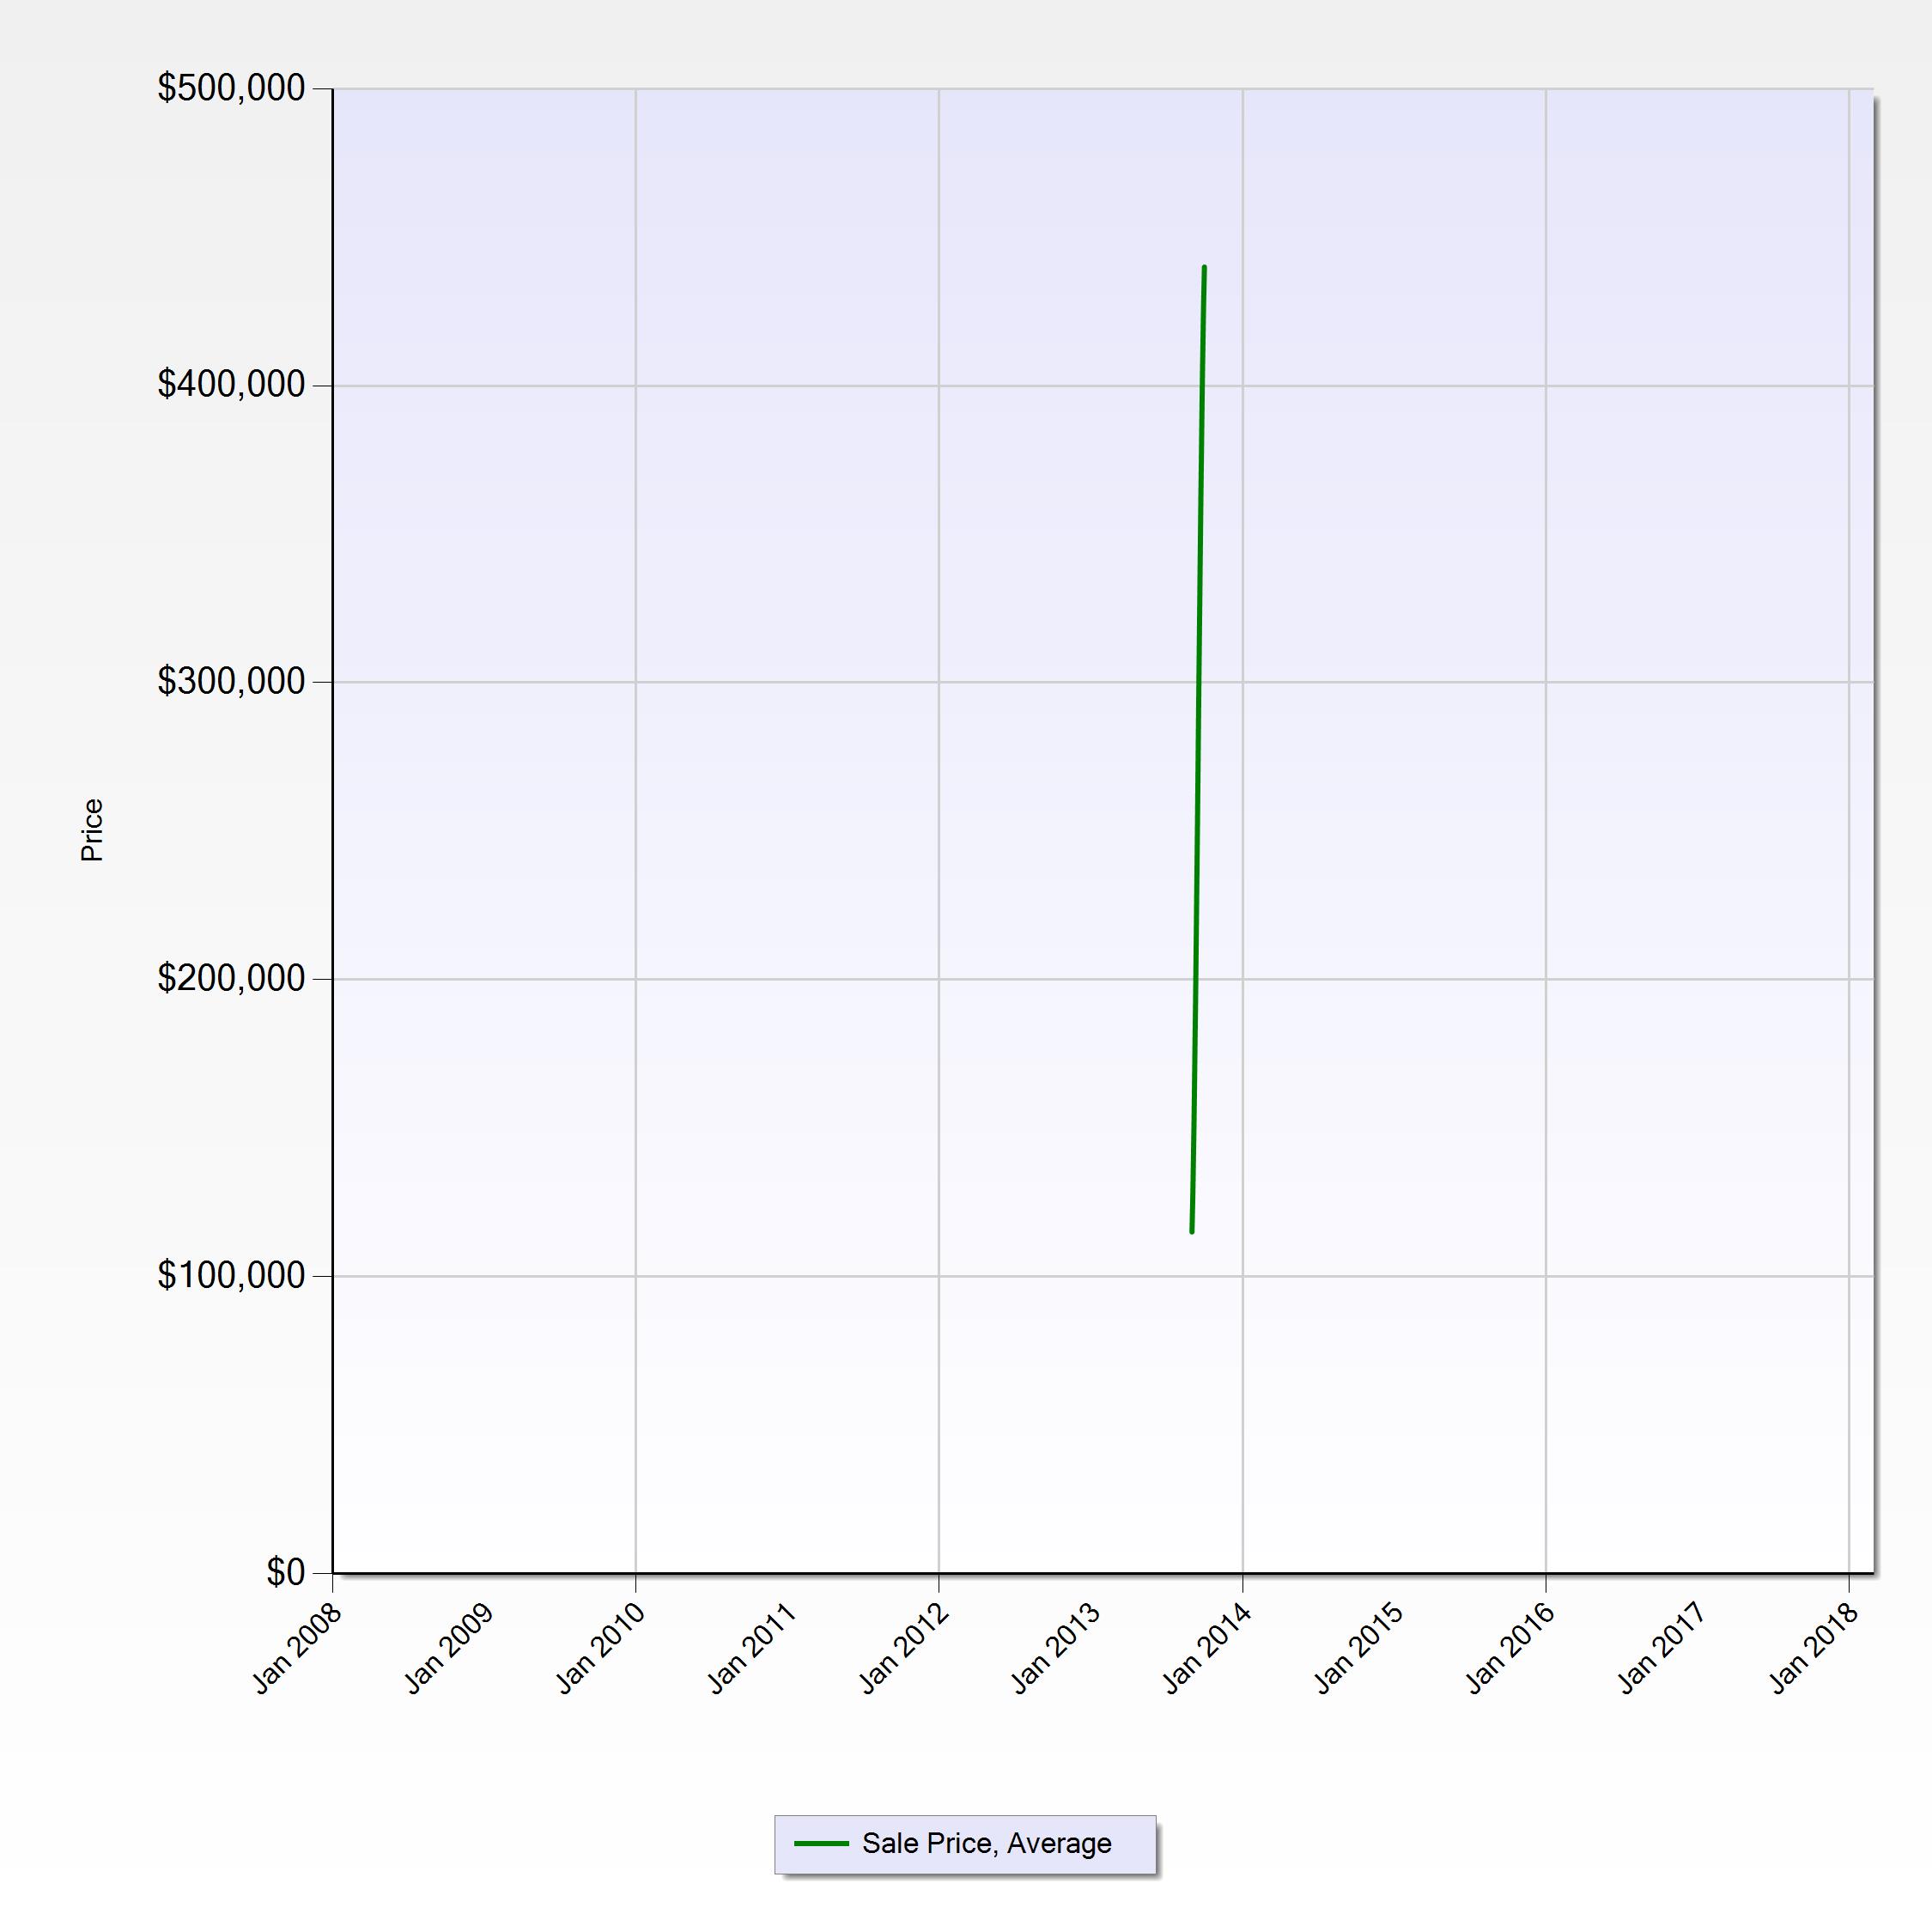 $500,000
$400,000
$300,000
$200,000
$100,000
$0
Price
Jan 2008
Jan 2009
Jan 2010
Jan 2011
Jan 2012
Jan 2013
Jan 2014
Jan 2015
Jan 2016
Jan 2017
Jan 2018
Sale Price, Average